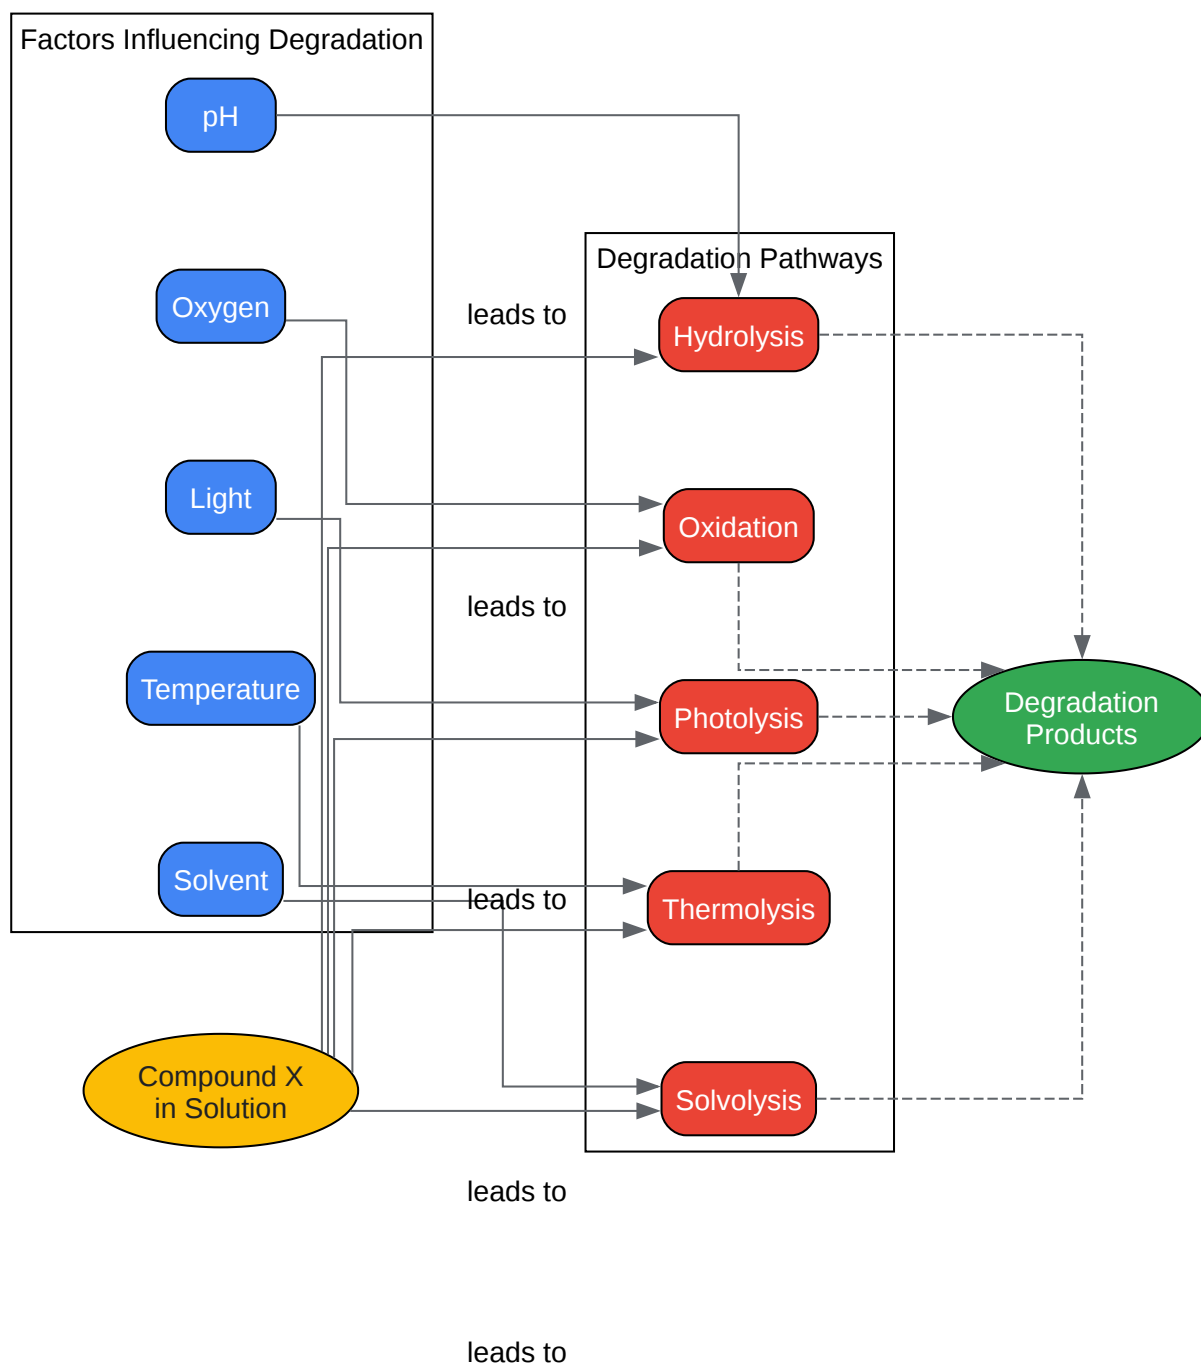 Factors Influencing Degradation
pH
Oxygen
Light
Temperature
Solvent
Compound X
in Solution
leads to
leads to
leads to
leads to
leads to
Degradation Pathways
Hydrolysis
Oxidation
Photolysis
Thermolysis
Solvolysis
Degradation
Products